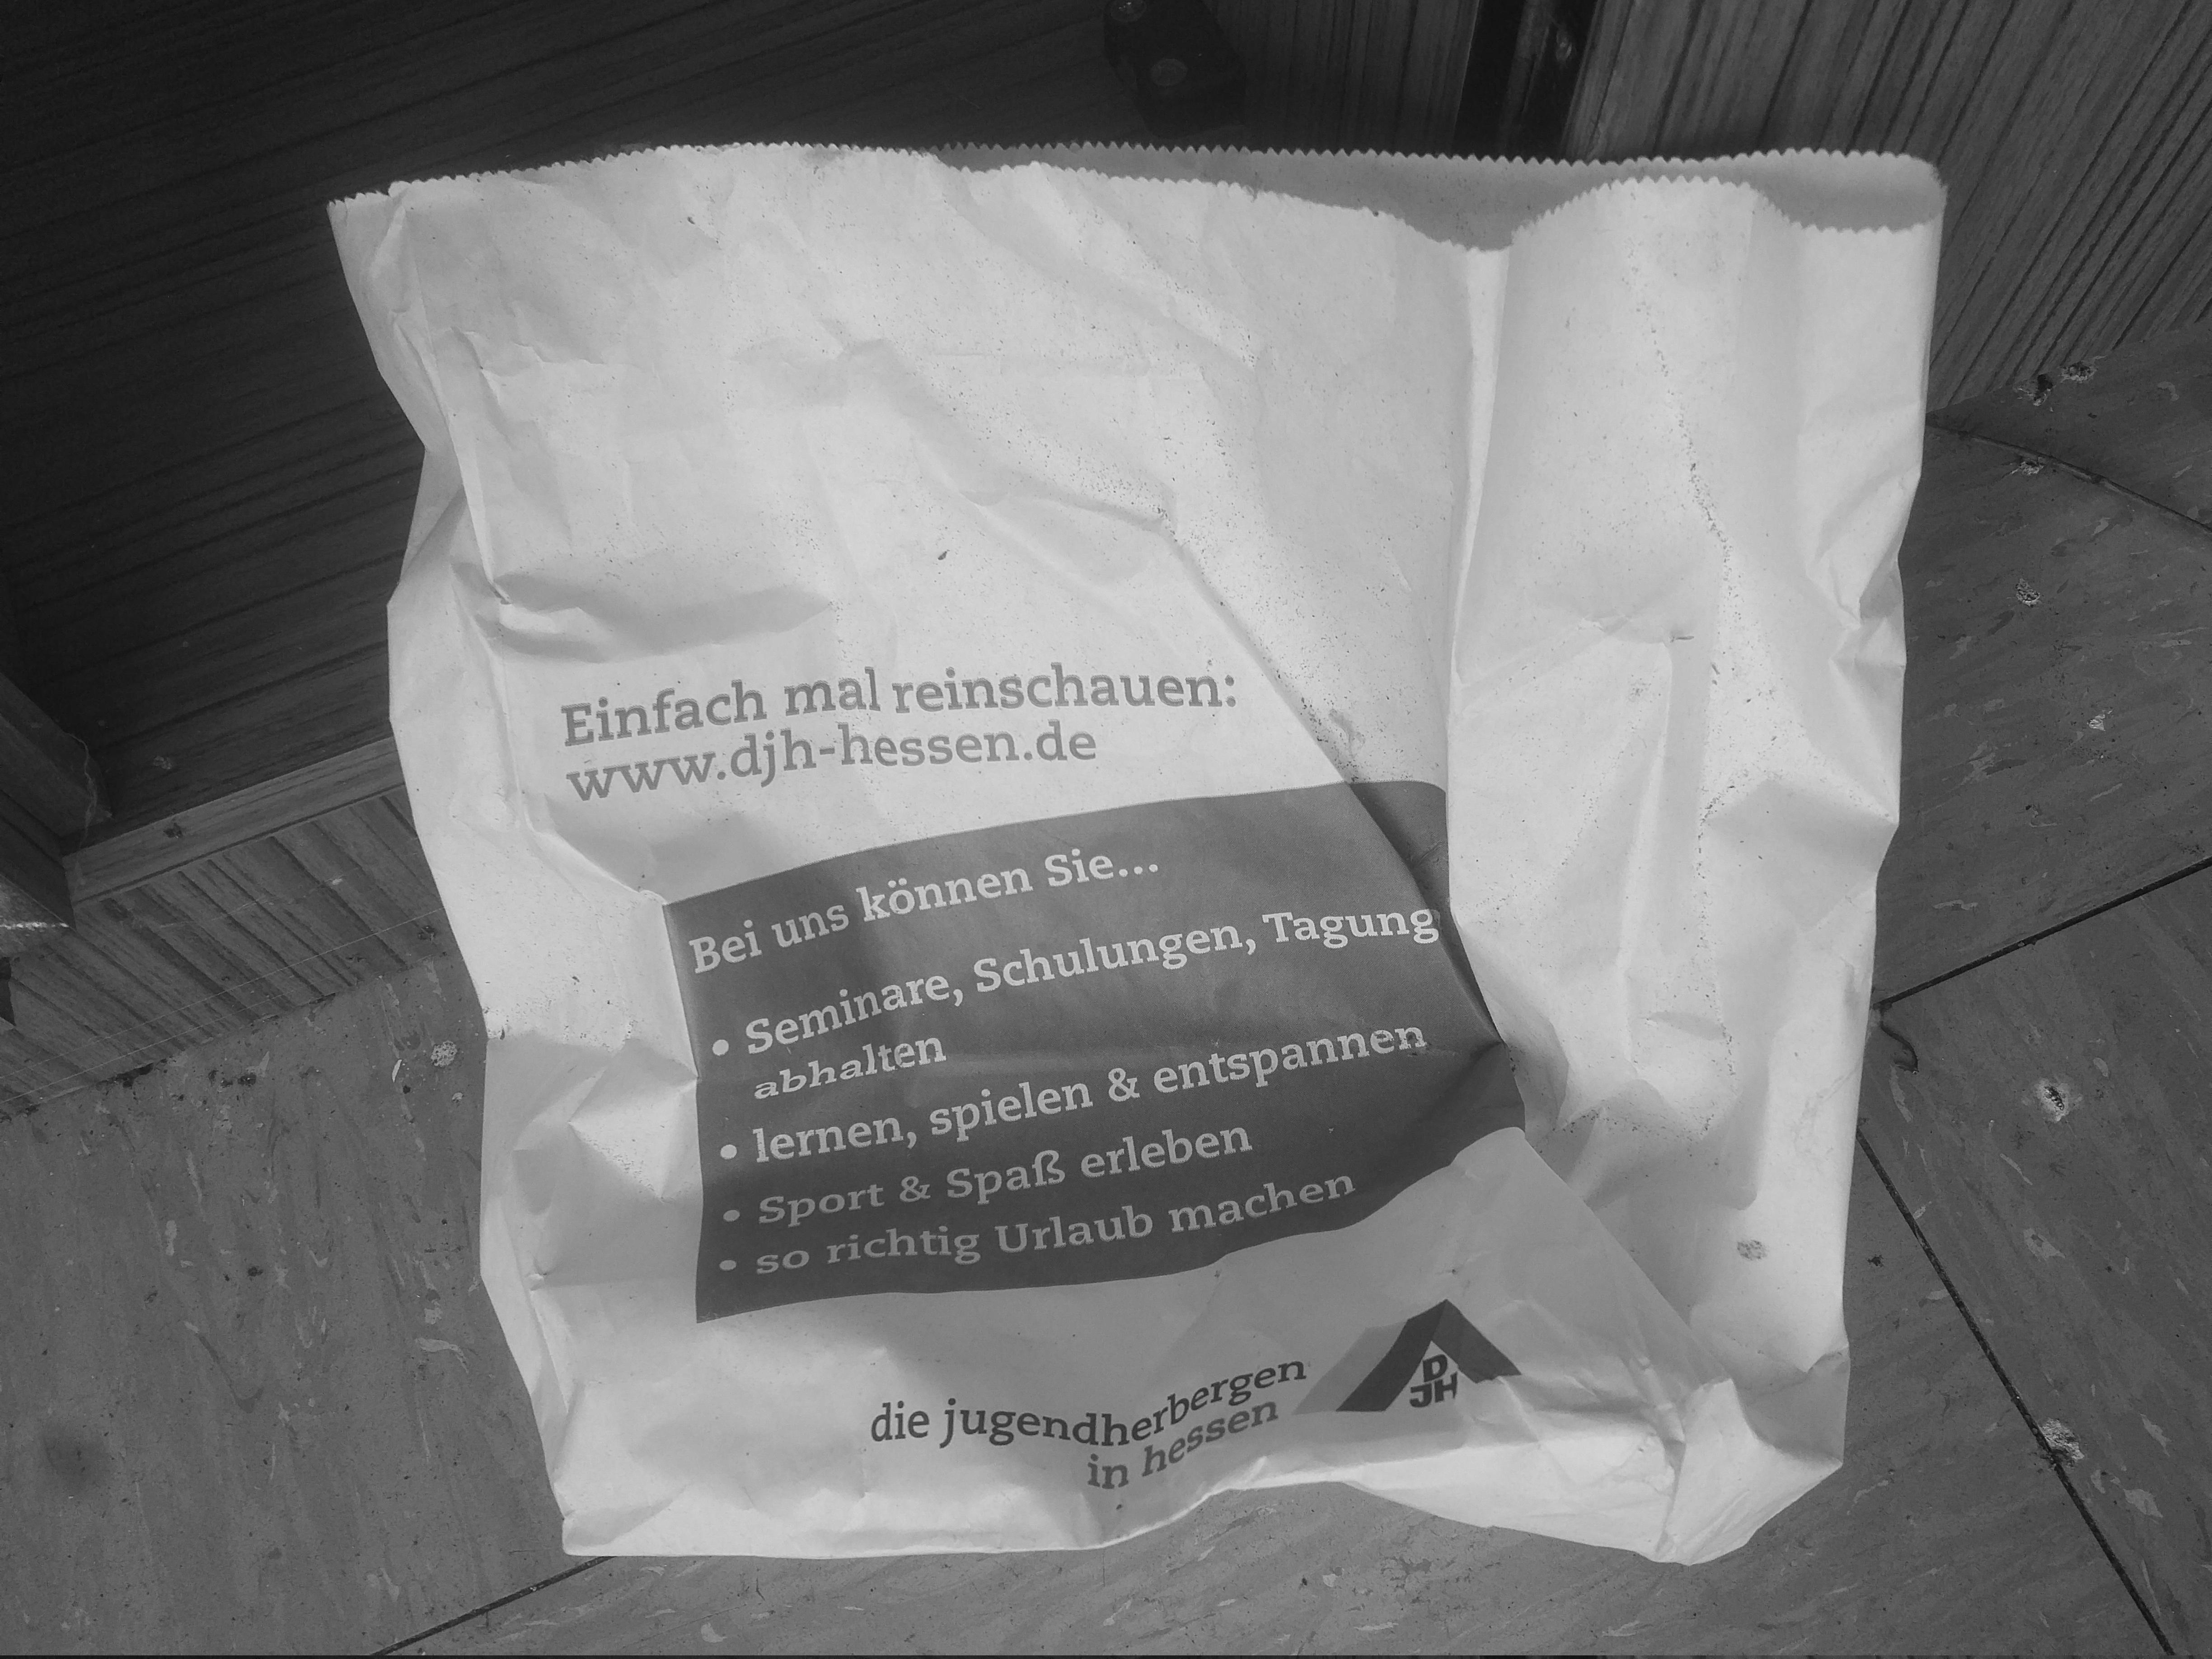 Einfach mal reinschauen:
www.djh-hessen.de
Bei uns können Sie...
• Seminare, Schulungen, Tagung
abhalten
• lernen, spielen & entspannen
• Sport & Spaß erleben
• so richtig Urlaub machen
die jugendherbergen
in hessen
D
JH